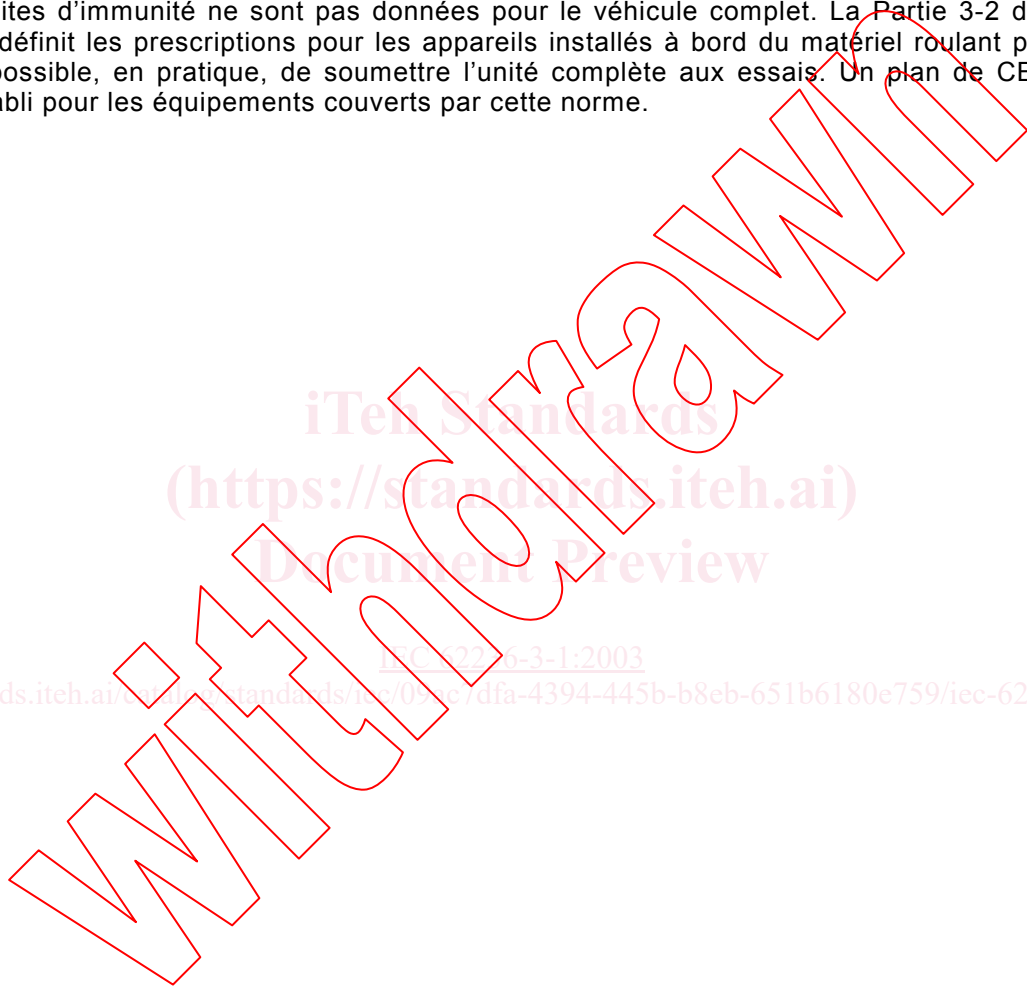 ites d’immunité ne sont pas données pour le véhicule complet. La Partie 3-2 d
définit les prescriptions pour les appareils installés à bord du matériel roulant p
possible, en pratique, de soumettre l’unité complète aux essais. Un plan de CE
abli pour les équipements couverts par cette norme.
iTeh Standards
(https://standards.iteh.ai)
Document Preview
IEC 62236-3-1:2003
ds.iteh.ai/catalog/standards/iec/09ac7dfa-4394-445b-b8eb-651b6180e759/iec-62
withdrawn